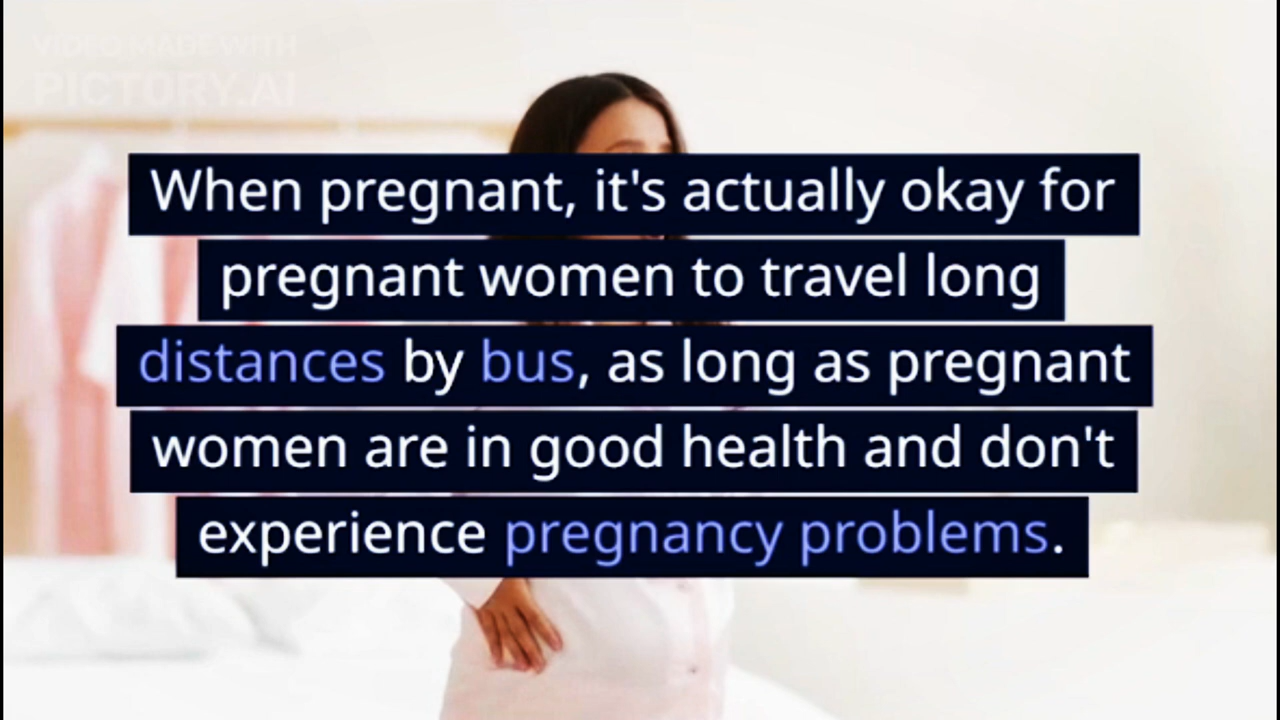 VIDEO MADE WITH
PICTORY.AI
When pregnant, it's actually okay for
pregnant women to travel long
distances by bus, as long as pregnant
women are in good health and don't
experience pregnancy problems.